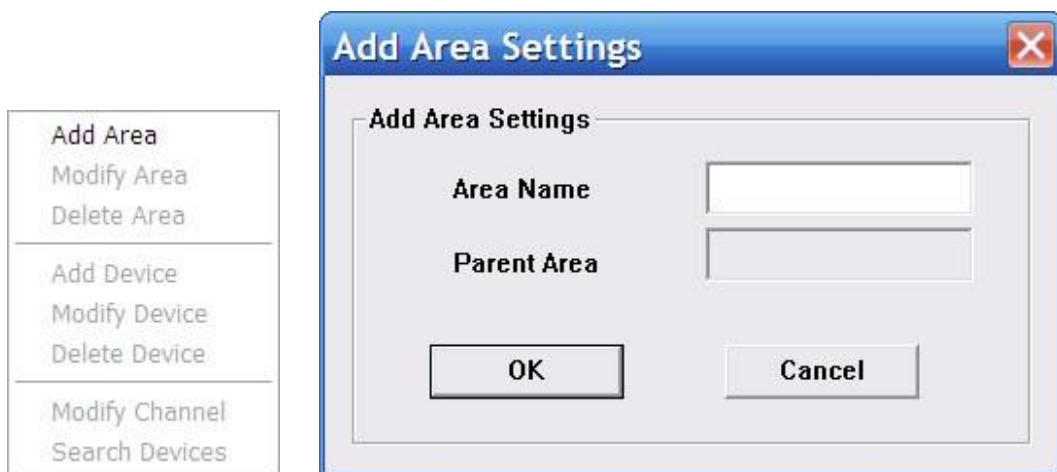 Add Area
Modify Area
Delete Area
Add Device
Modify Device
Delete Device
Modify Channel
Search Devices
Add Area Settings
Add Area Settings
Area Name
Parent Area
OK
Cancel